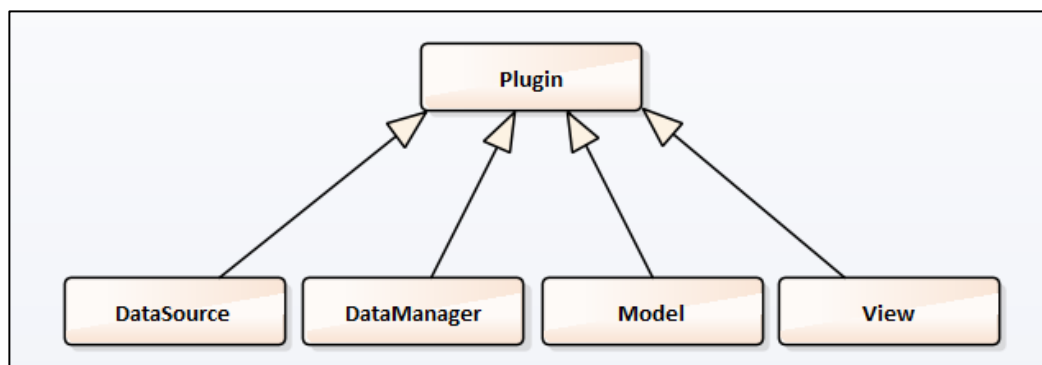 Plugin
DataSource
DataManager
Model
View